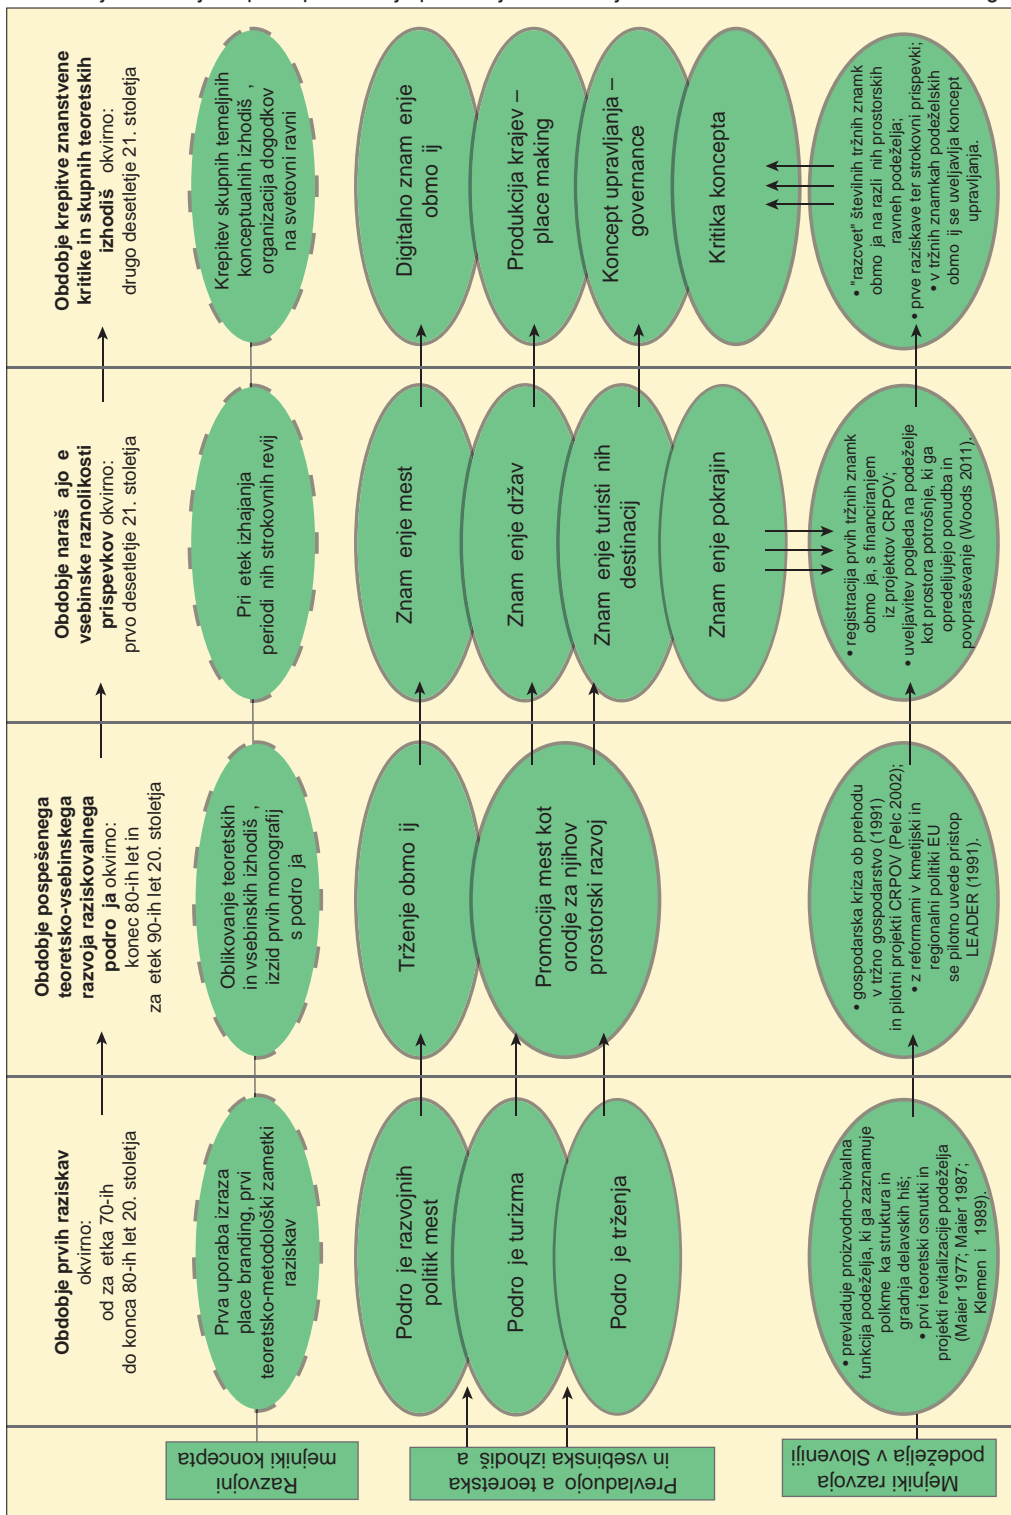 Obdobje prvih raziskav
okvirno:
od za etka 70-ih
do konca 80-ih let 20. stoletja
Obdobje pospešenega
teoretsko-vsebinskega
razvoja raziskovalnega
podro ja okvirno:
konec 80-ih let in
za etek 90-ih let 20. stoletja
Obdobje naraš ajo e
vsebinske raznolikosti
prispevkov okvirno:
prvo desetletje 21. stoletja
Obdobje krepitve znanstvene
kritike in skupnih teoretskih
izhodiš okvirno:
drugo desetletje 21. stoletja
Razvojni
mejniki koncepta
Prva uporaba izraza
place branding, prvi
teoretsko-metodološki zametki
raziskav
Oblikovanje teoretskih
in vsebinskih izhodiš ,
izzid prvih monografij
s podro ja
Pri etek izhajanja
periodi nih strokovnih revij
Krepitev skupnih temeljnih
konceptualnih izhodiš ,
organizacija dogodkov
na svetovni ravni
Prevladujo a teoretska
in vsebinska izhodiš a
Podro je razvojnih
politik mest
Podro je turizma
Podro je trženja
Trženje obmo ij
Promocija mest kot
orodje za njihov
prostorski razvoj
Znam enje mest
Znam enje držav
Znam enje turisti nih
destinacij
Znam enje pokrajin
Digitalno znam enje
obmo ij
Produkcija krajev –
place making
Koncept upravljanja –
governance
Kritika koncepta
Mejniki razvoja
podeželja v Sloveniji
• prevladuje proizvodno–bivalna
funkcija podeželja, ki ga zaznamuje
polkme ka struktura in
gradnja delavskih hiš;
• prvi teoretski osnutki in
projekti revitalizacije podeželja
(Maier 1977; Maier 1987;
Klemen i 1989).
• gospodarska kriza ob prehodu
v tržno gospodarstvo (1991)
in pilotni projekti CRPOV (Pelc 2002);
• z reformami v kmetijski in
regionalni politiki EU
se pilotno uvede pristop
LEADER (1991).
• registracija prvih tržnih znamk
obmo ja, s financiranjem
iz projektov CRPOV;
• uveljavitev pogleda na podeželje
kot prostora potrošnje, ki ga
opredeljujejo ponudba in
povpraševanje (Woods 2011).
• "razcvet" številnih tržnih znamk
obmo ja na razli nih prostorskih
ravneh podeželja;
• prve raziskave ter strokovni prispevki;
• v tržnih znamkah podeželskih
obmo ij se uveljavlja koncept
upravljanja.